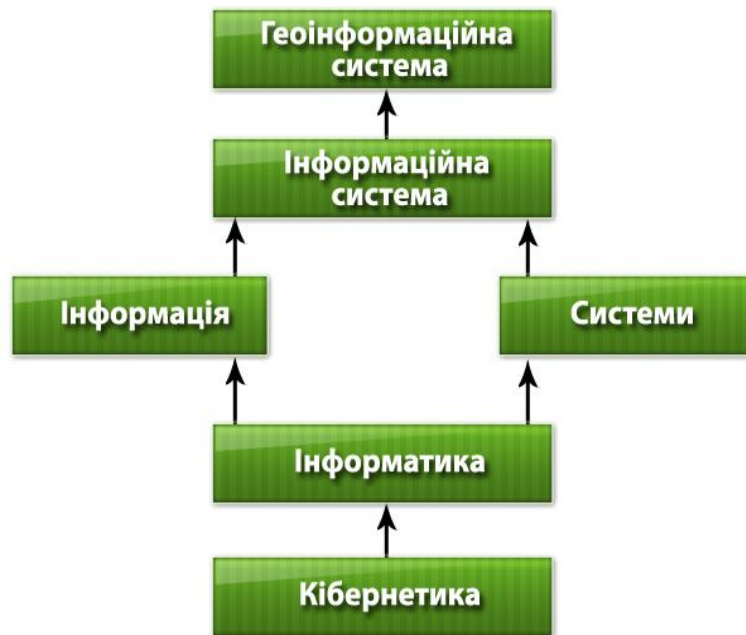 Геоінформаційна
система
Інформаційна
система
Інформація
Системи
Інформатика
Кібернетика